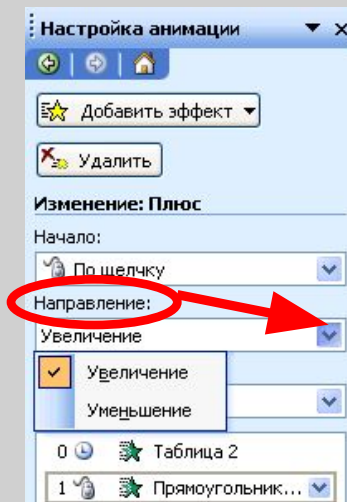 Настройка анимации
Добавить эффект
Удалить
Изменение: Плюс
Начало:
По щелчку
Направление:
Увеличение
Увеличение
Уменьшение
0 Таблица 2
1 Прямоугольник...